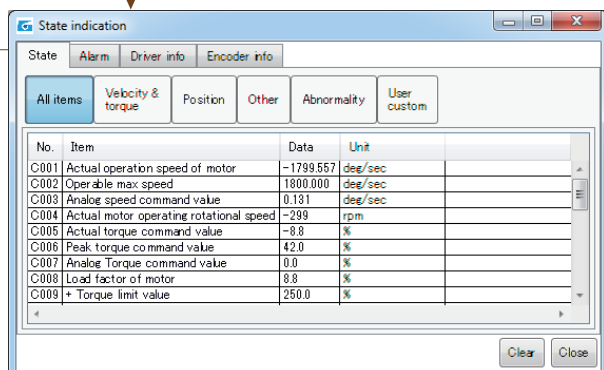 State indication
State Alarm Driver info Encoder info
All items Velocity & torque Position Other Abnormality User custom
No. Item Data Unit
C001 Actual operation speed of motor -1799.557 deg/sec
C002 Operable max speed 1800.000 deg/sec
C003 Analog speed command value 0.131 deg/sec
C004 Actual motor operating rotational speed -299 rpm
C005 Actual torque command value -8.8 %
C006 Peak torque command value 42.0 %
C007 Analog Torque command value 0.0 %
C008 Load factor of motor 8.8 %
C009 + Torque limit value 250.0 %
Clear Close